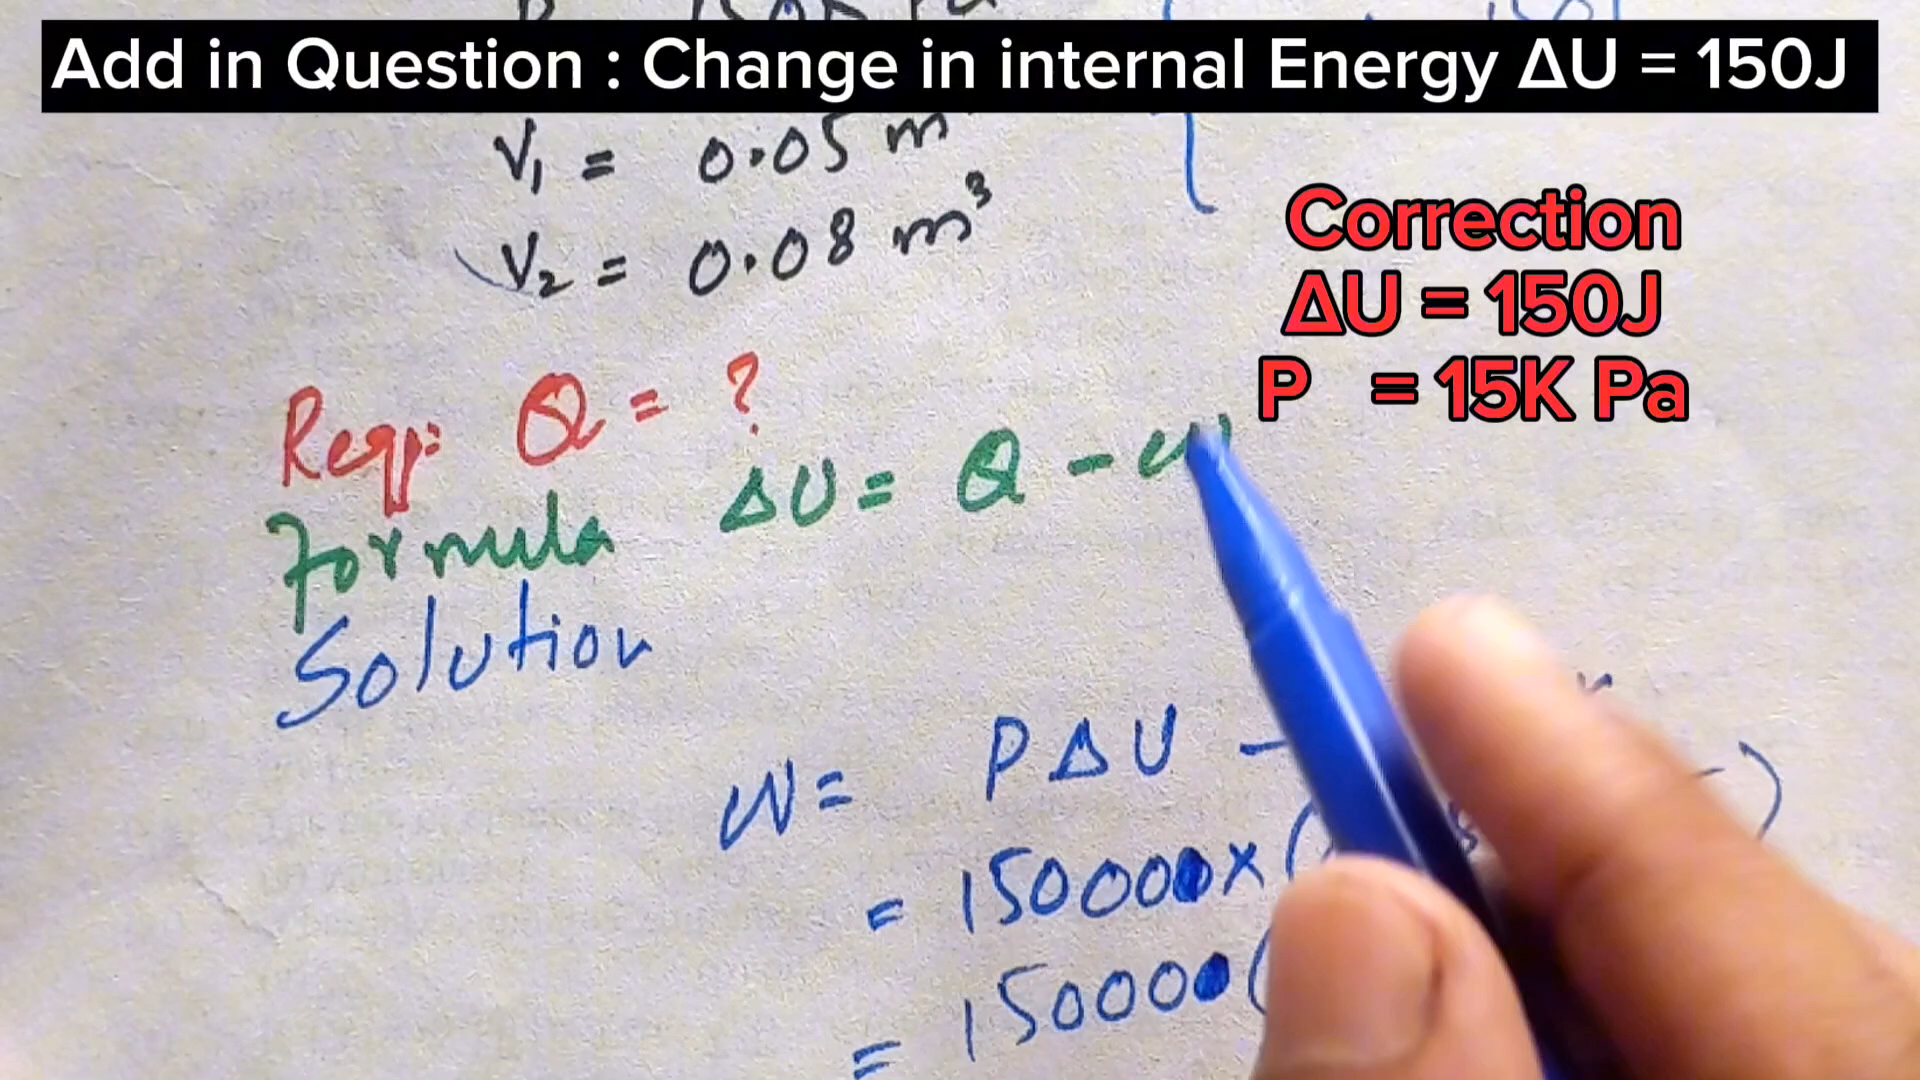 Add in Question : Change in internal Energy ΔU = 150J
V₁ = 0.05 m
V₂ = 0.08 m³
Correction
ΔU = 150J
P = 15K Pa
Req: Q = ?
Formula ΔU = Q - W
Solution
W = PΔU -
= 15000 x (
= 15000 (
=